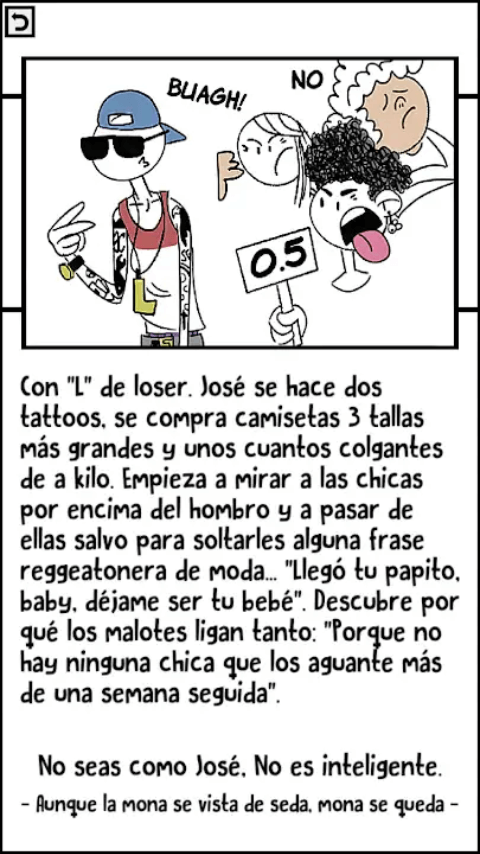 BUAGH!
NO
0.5
L
Con "L" de loser. José se hace dos
tattoos, se compra camisetas 3 tallas
más grandes y unos cuantos colgantes
de a kilo. Empieza a mirar a las chicas
por encima del hombro y a pasar de
ellas salvo para soltarles alguna frase
reggeatonera de moda... "Llegó tu papito,
baby, déjame ser tu bebé". Descubre por
qué los malotes ligan tanto: "Porque no
hay ninguna chica que los aguante más
de una semana seguida".
No seas como José, No es inteligente.
- Aunque la mona se vista de seda, mona se queda -